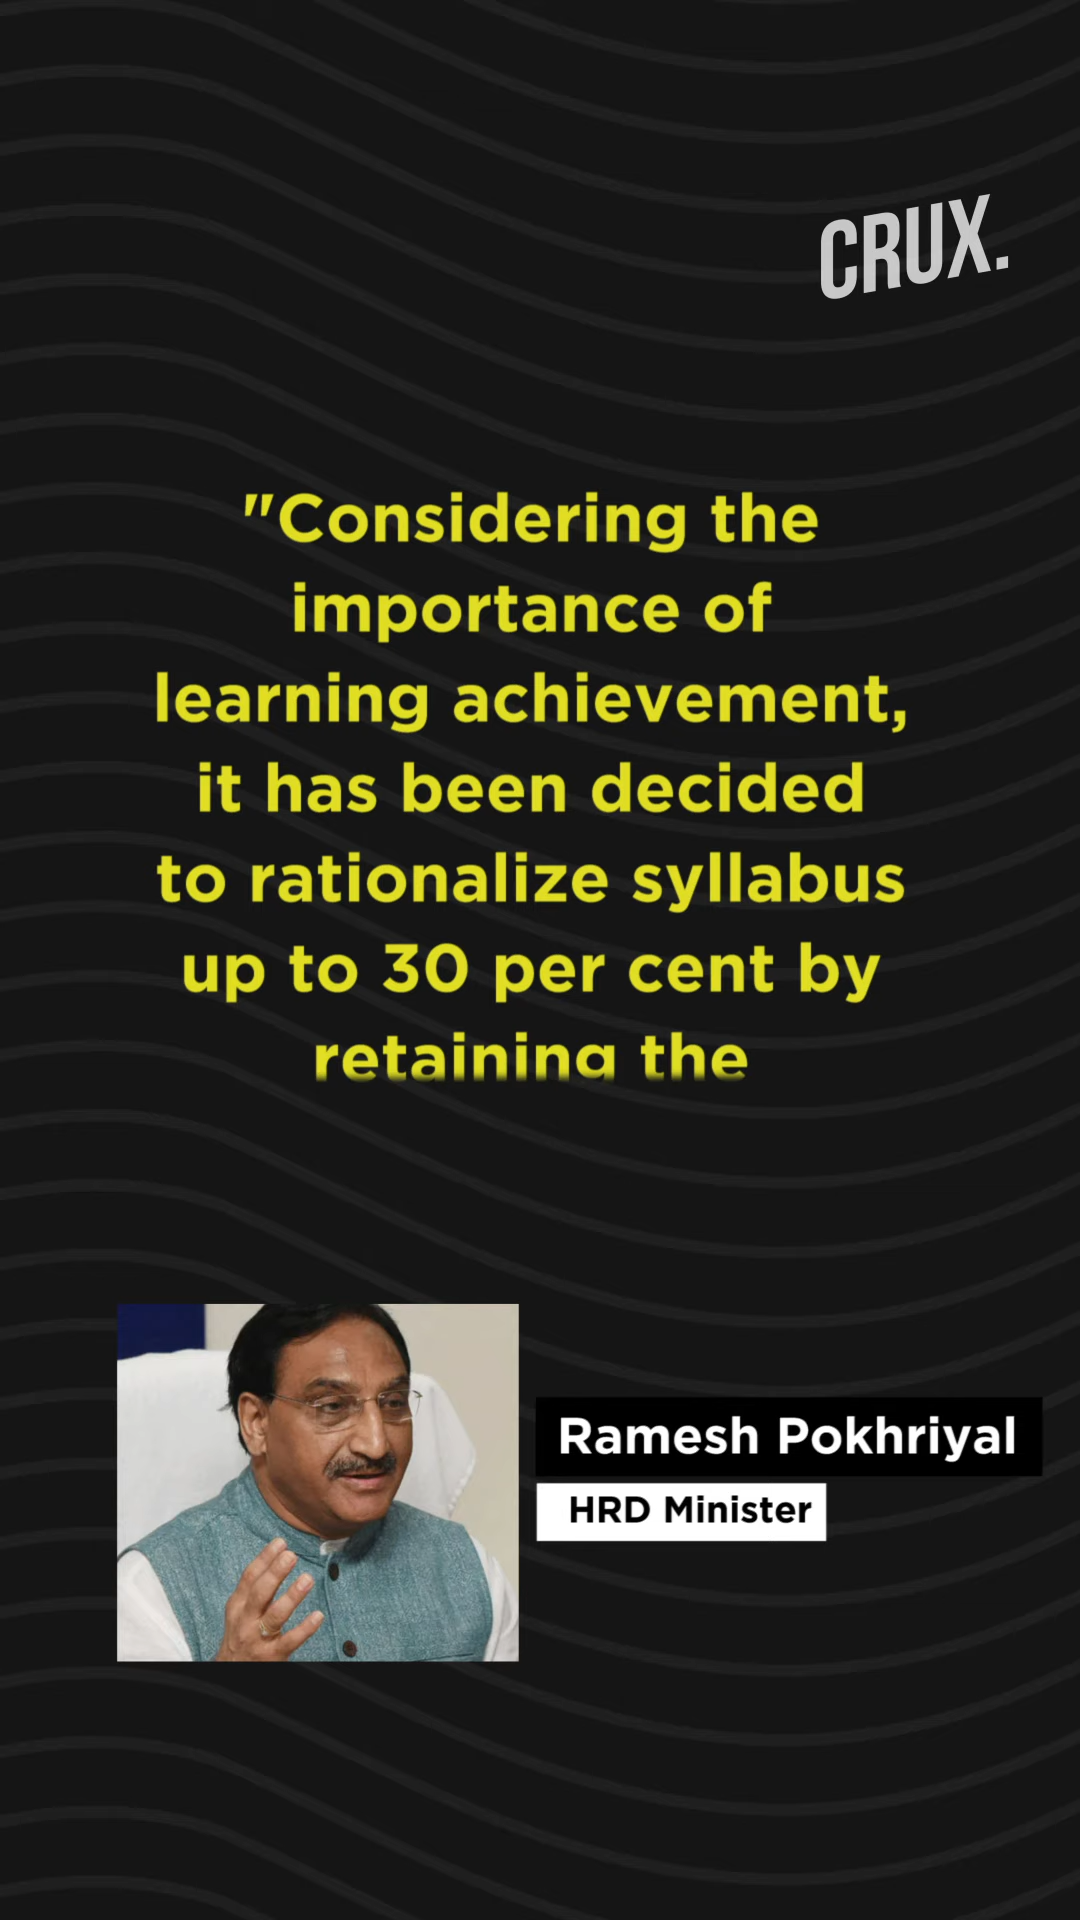 CRUX.
"Considering the
importance of
learning achievement,
it has been decided
to rationalize syllabus
up to 30 per cent by
retaining the
Ramesh Pokhriyal
HRD Minister